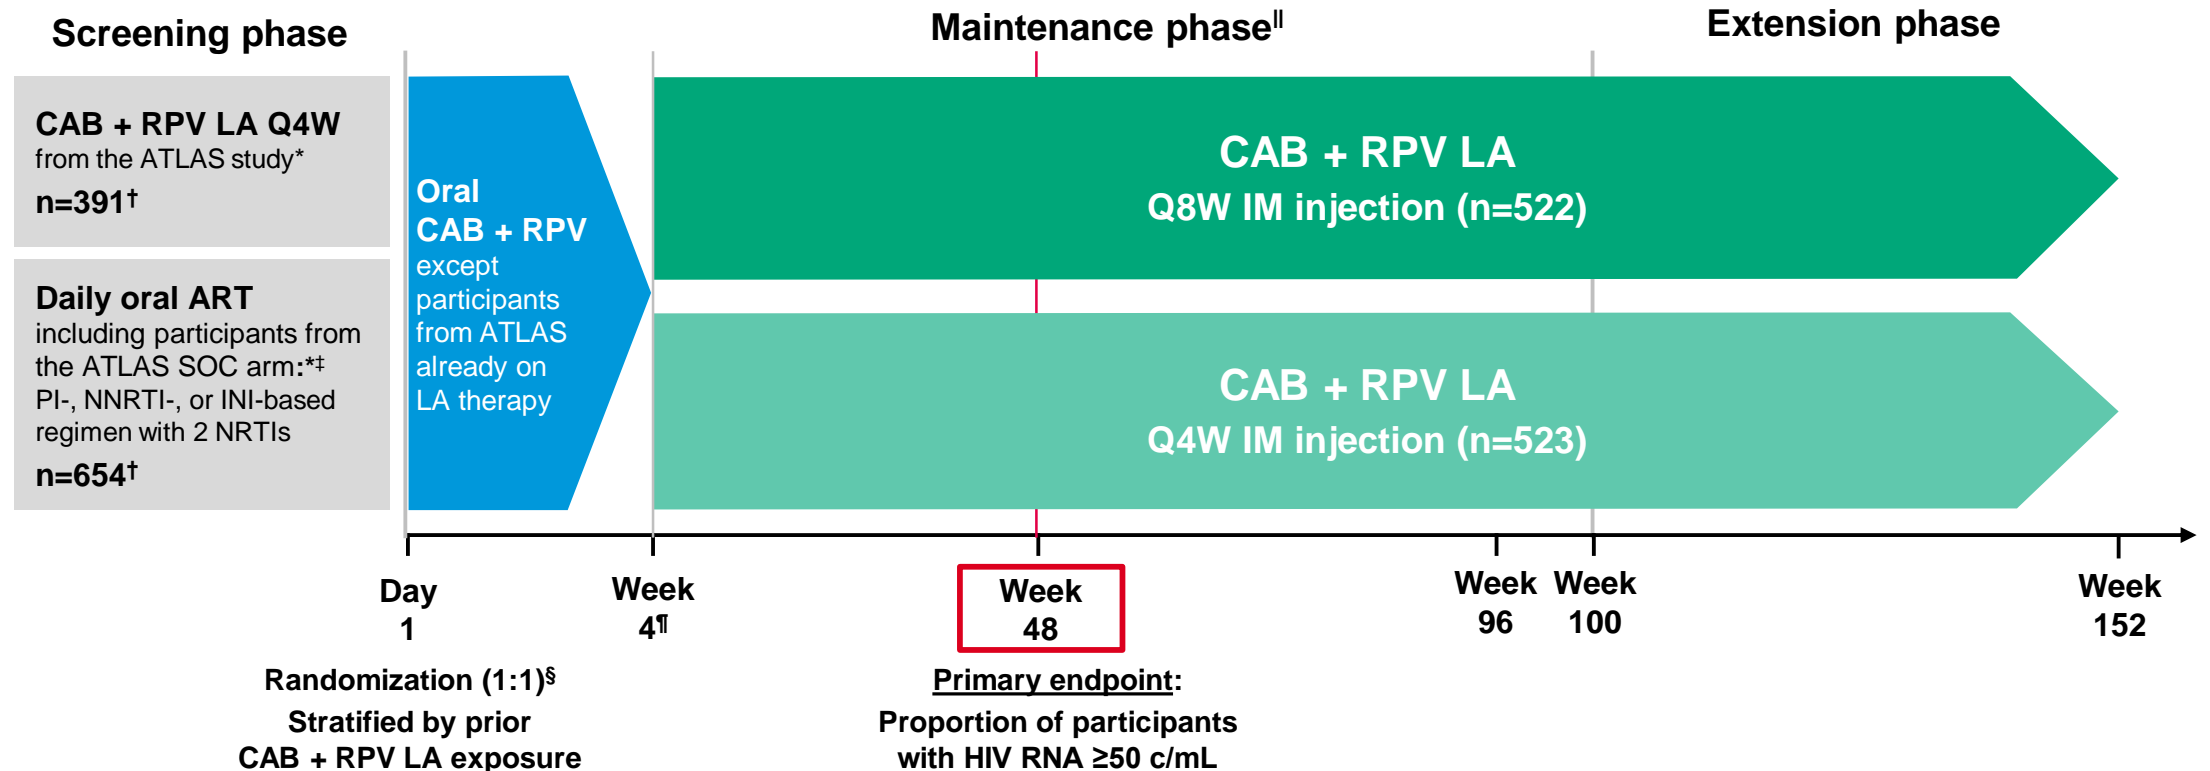 Screening phase
Maintenance phase||
Extension phase
CAB + RPV LA Q4W
from the ATLAS study*
n=391†
Daily oral ART
including participants from
the ATLAS SOC arm:*‡
PI-, NNRTI-, or INI-based
regimen with 2 NRTIs
n=654†
Oral
CAB + RPV
except
participants
from ATLAS
already on
LA therapy
CAB + RPV LA
Q8W IM injection (n=522)
CAB + RPV LA
Q4W IM injection (n=523)
Day
1
Week
4¶
Week
48
Week
96
Week
100
Week
152
Randomization (1:1)§
Stratified by prior
CAB + RPV LA exposure
Primary endpoint:
Proportion of participants
with HIV RNA ≥50 c/mL